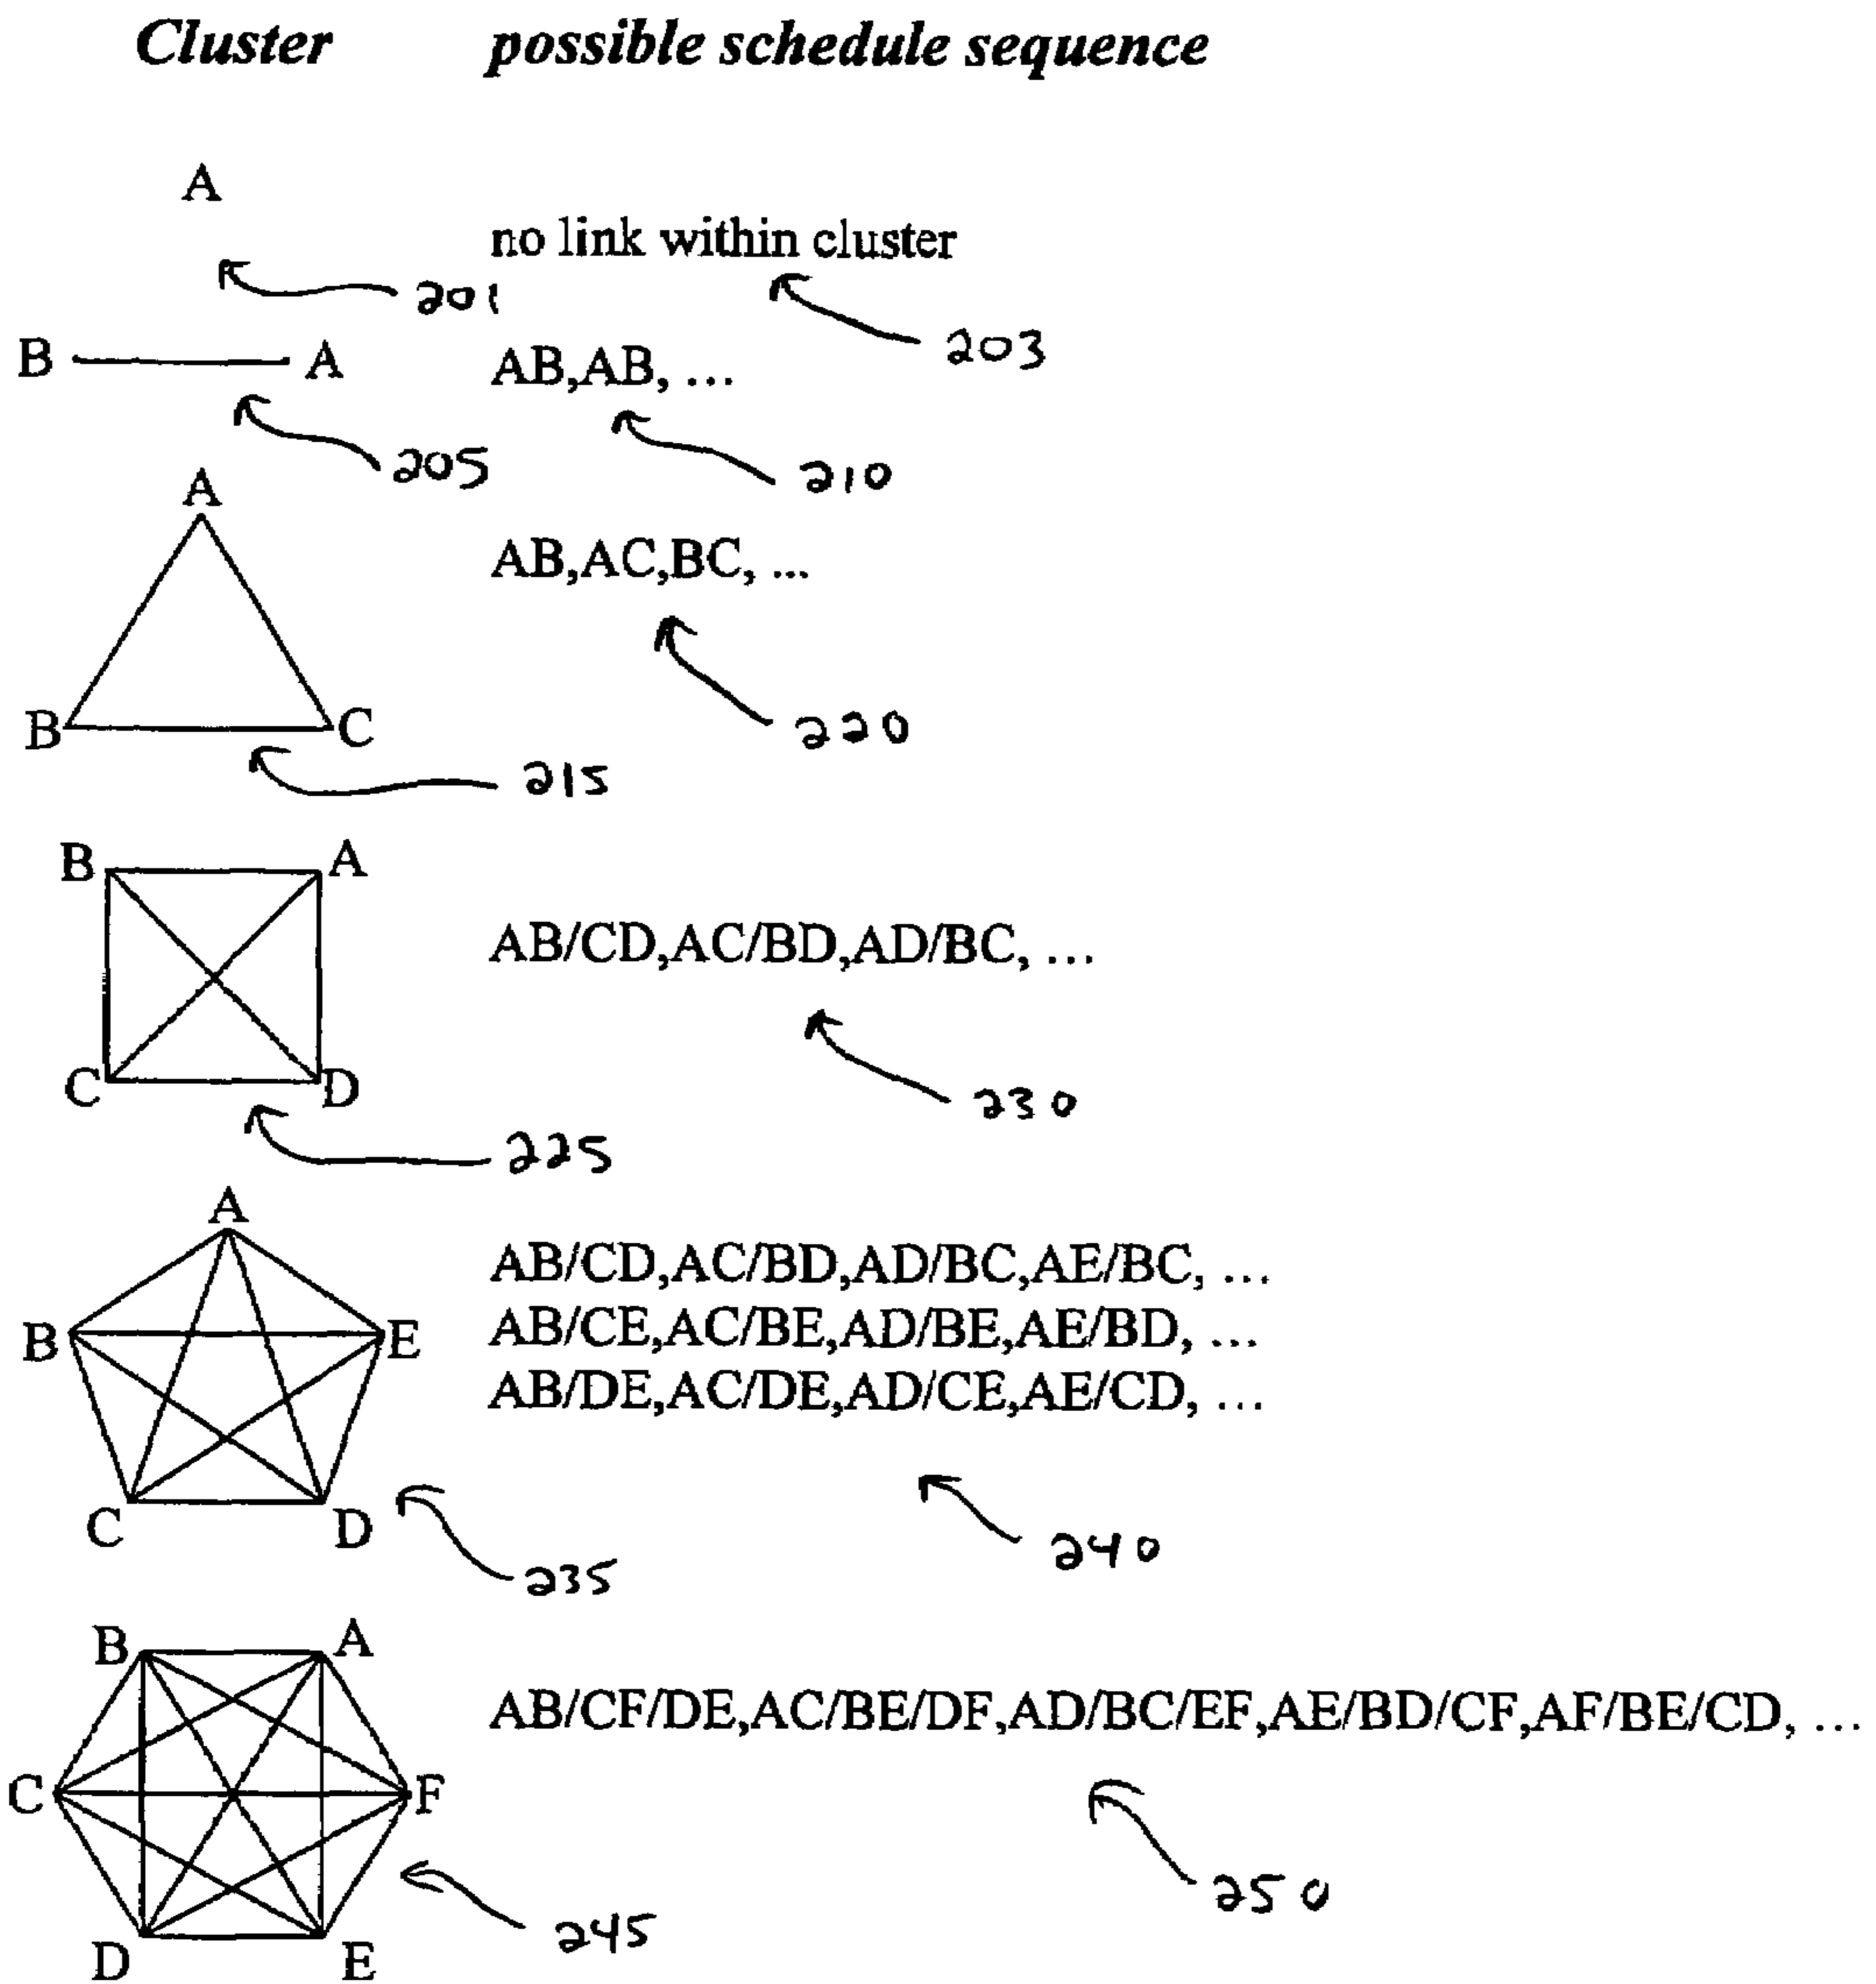 Cluster possible schedule sequence
A
no link within cluster
201
203
B A AB,AB, ...
205
210
A
AB,AC,BC, ...
B C
220
215
B A
AB/CD,AC/BD,AD/BC, ...
C D
230
225
A
AB/CD,AC/BD,AD/BC,AE/BC, ...
B E AB/CE,AC/BE,AD/BE,AE/BD, ...
AB/DE,AC/DE,AD/CE,AE/CD, ...
C D
240
235
B A
AB/CF/DE,AC/BE/DF,AD/BC/EF,AE/BD/CF,AF/BE/CD, ...
C F
250
245
D E